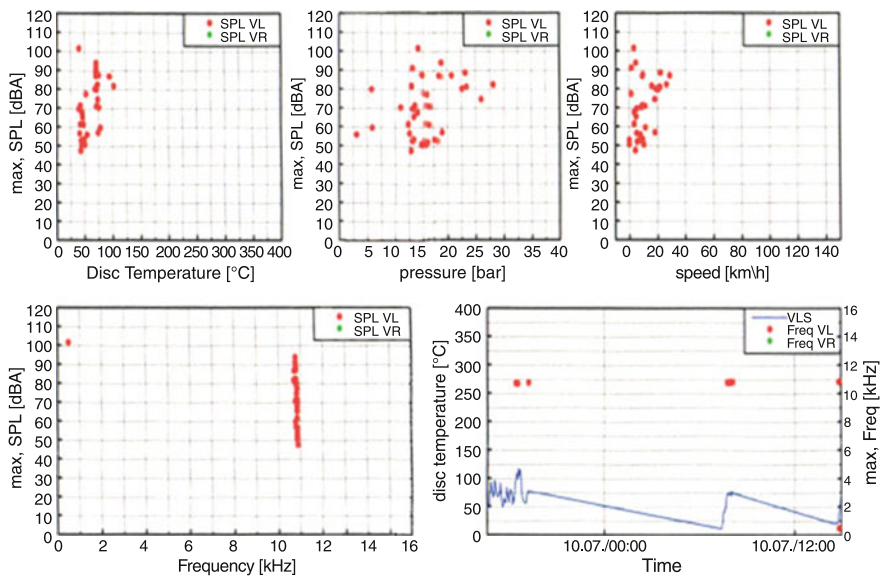 max, SPL [dBA]
120
110
100
90
80
70
60
50
40
30
20
10
0
SPL VL
SPL VR
0 50 100 150 200 250 300 350 400
Disc Temperature [°C]
max, SPL [dBA]
120
110
100
90
80
70
60
50
40
30
20
10
0
SPL VL
SPL VR
0 5 10 15 20 25 30 35 40
pressure [bar]
max, SPL [dBA]
120
110
100
90
80
70
60
50
40
30
20
10
0
SPL VL
SPL VR
-10 0 20 40 60 80 100 120 140
speed [km\h]
max, SPL [dBA]
120
110
100
90
80
70
60
50
40
30
20
10
0
SPL VL
SPL VR
0 2 4 6 8 10 12 14 16
Frequency [kHz]
disc temperature [°C]
400
350
300
250
200
150
100
50
0
VLS
Freq VL
Freq VR
16
14
12
10
8
6
4
2
0
max, Freq [kHz]
10.07./00:00 10.07./12:00
Time